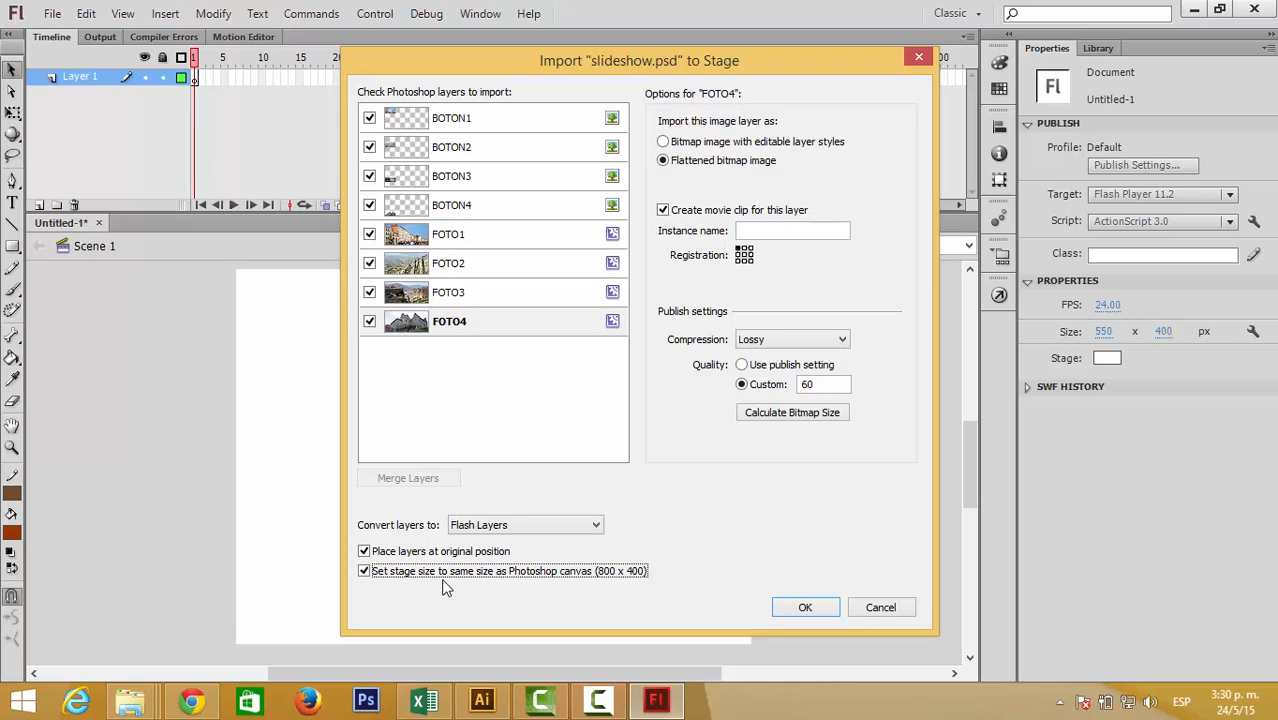 Fl File Edit View Insert Modify Text Commands Control Debug Window Help Classic
Timeline Output Compiler Errors Motion Editor
Properties Library
1 5 10 15 20
Layer 1
Untitled-1* ×
Scene 1
Import "slideshow.psd" to Stage
Check Photoshop layers to import:
BOTON1
BOTON2
BOTON3
BOTON4
FOTO1
FOTO2
FOTO3
FOTO4
Merge Layers
Convert layers to: Flash Layers
Place layers at original position
Set stage size to same size as Photoshop canvas (800 x 400)
Options for "FOTO4":
Import this image layer as:
Bitmap image with editable layer styles
Flattened bitmap image
Create movie clip for this layer
Instance name:
Registration:
Publish settings
Compression: Lossy
Quality: Use publish setting
Custom: 60
Calculate Bitmap Size
OK Cancel
Fl
Document
Untitled-1
PUBLISH
Profile: Default
Publish Settings...
Target: Flash Player 11.2
Script: ActionScript 3.0
Class:
PROPERTIES
FPS: 24.00
Size: 550 x 400 px
Stage:
SWF HISTORY
Ps Ai Fl
ESP
3:30 p. m.
24/5/15